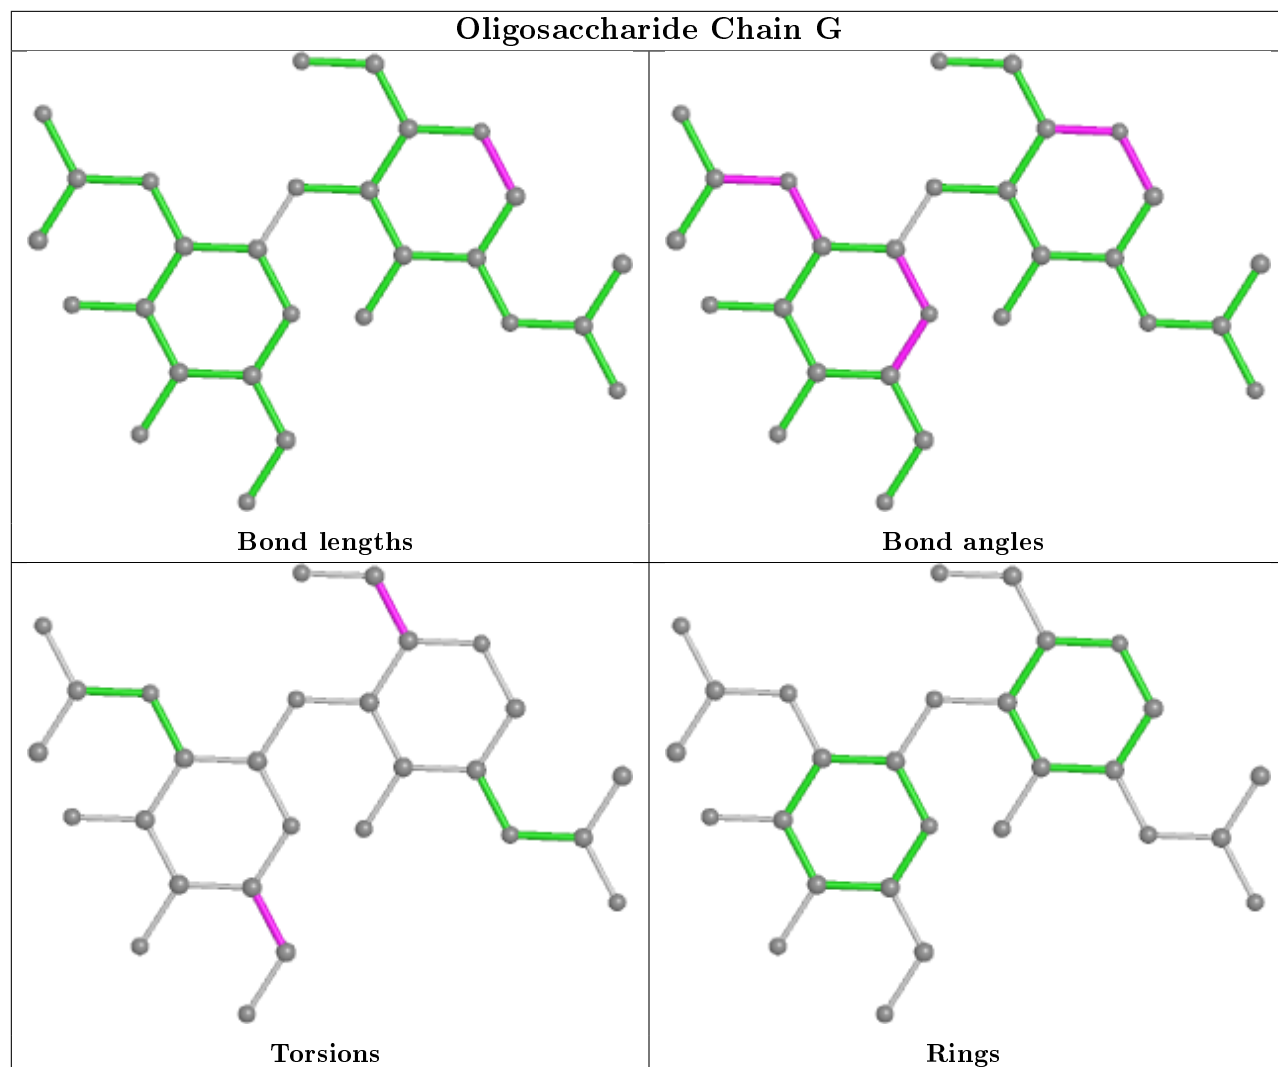 Oligosaccharide Chain G
Bond lengths
Bond angles
Torsions
Rings